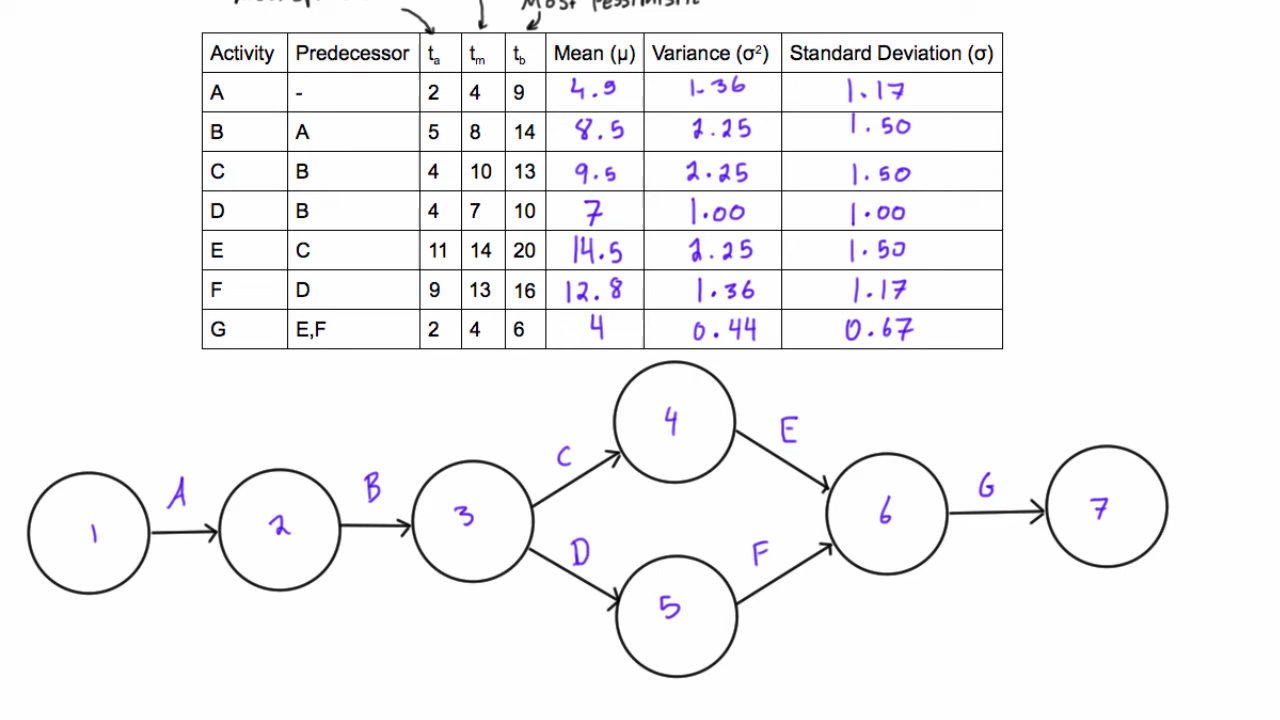 Most Pessimistic
Activity Predecessor ta tm tb Mean (μ) Variance (σ²) Standard Deviation (σ)
A - 2 4 9 4.5 1.36 1.17
B A 5 8 14 8.5 2.25 1.50
C B 4 10 13 9.5 2.25 1.50
D B 4 7 10 7 1.00 1.00
E C 11 14 20 14.5 2.25 1.50
F D 9 13 16 12.8 1.36 1.17
G E,F 2 4 6 4 0.44 0.67
4
E
C
A
B
G
1
2
3
6
7
D
F
5